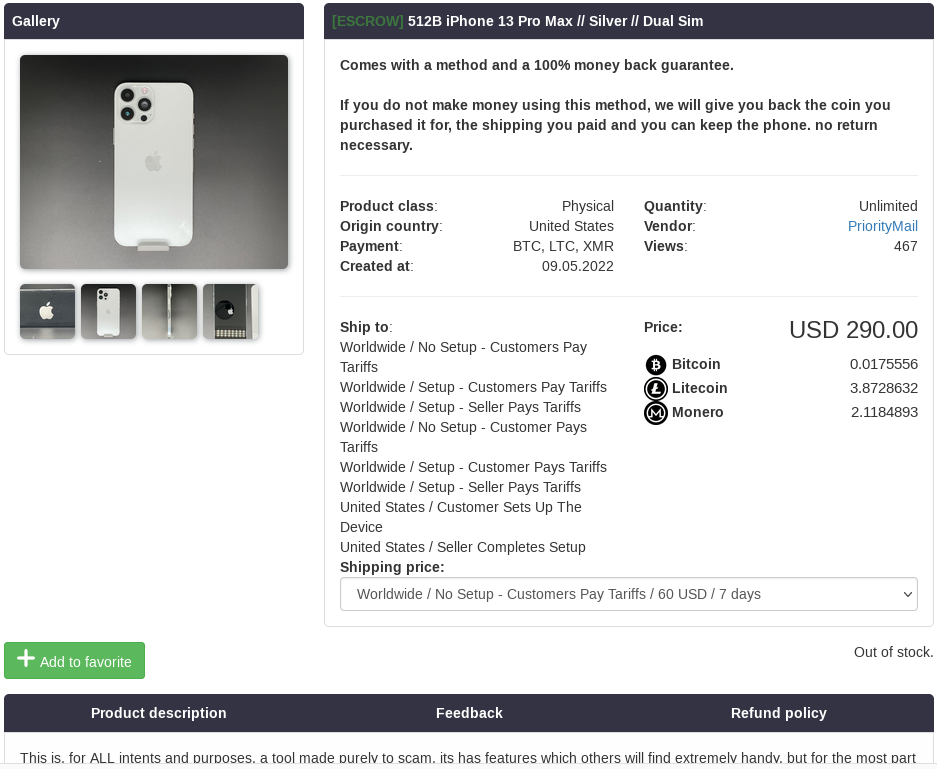 Gallery
[ESCROW] 512B iPhone 13 Pro Max // Silver // Dual Sim
Comes with a method and a 100% money back guarantee.
If you do not make money using this method, we will give you back the coin you
purchased it for, the shipping you paid and you can keep the phone. no return
necessary.
Product class: Physical
Origin country: United States
Payment: BTC, LTC, XMR
Created at: 09.05.2022
Quantity: Unlimited
Vendor: PriorityMail
Views: 467
Ship to:
Worldwide / No Setup - Customers Pay
Tariffs
Worldwide / Setup - Customers Pay Tariffs
Worldwide / Setup - Seller Pays Tariffs
Worldwide / No Setup - Customer Pays
Tariffs
Worldwide / Setup - Customer Pays Tariffs
Worldwide / Setup - Seller Pays Tariffs
United States / Customer Sets Up The
Device
United States / Seller Completes Setup
Price: USD 290.00
Bitcoin 0.0175556
Litecoin 3.8728632
Monero 2.1184893
Shipping price:
Worldwide / No Setup - Customers Pay Tariffs / 60 USD / 7 days
Add to favorite
Out of stock.
Product description Feedback Refund policy
This is, for ALL intents and purposes, a tool made purely to scam. its has features which others will find extremely handy, but for the most part